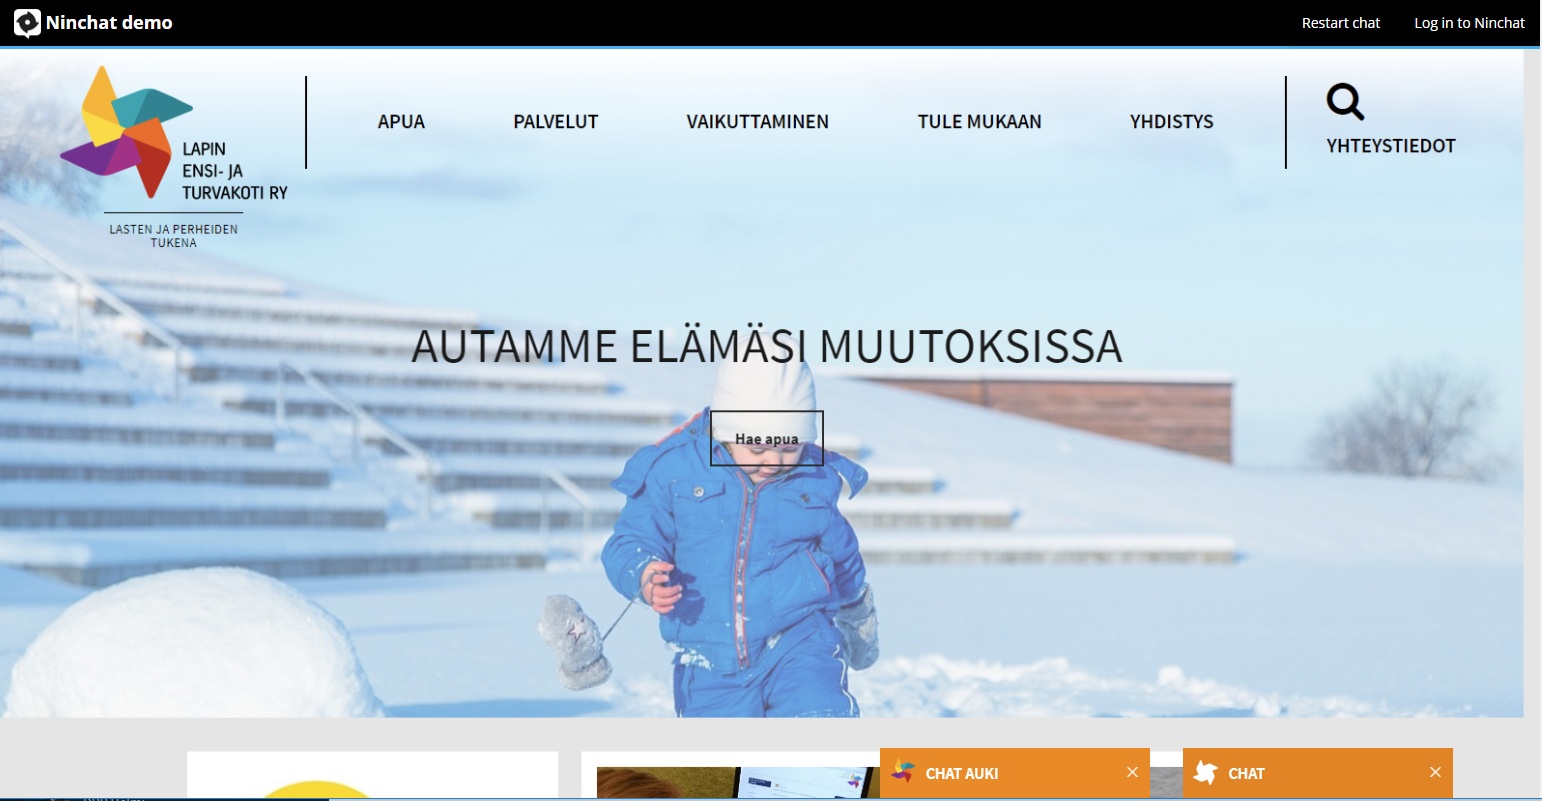 Ninchat demo
Restart chat
Log in to Ninchat
LAPIN
ENSI- JA
TURVAKOTI RY
LASTEN JA PERHEIDEN
TUKENA
APUA
PALVELUT
VAIKUTTAMINEN
TULE MUKAAN
YHDISTYS
YHTEYSTIEDOT
AUTAMME ELÄMÄSI MUUTOKSISSA
Hae apua
CHAT AUKI
CHAT